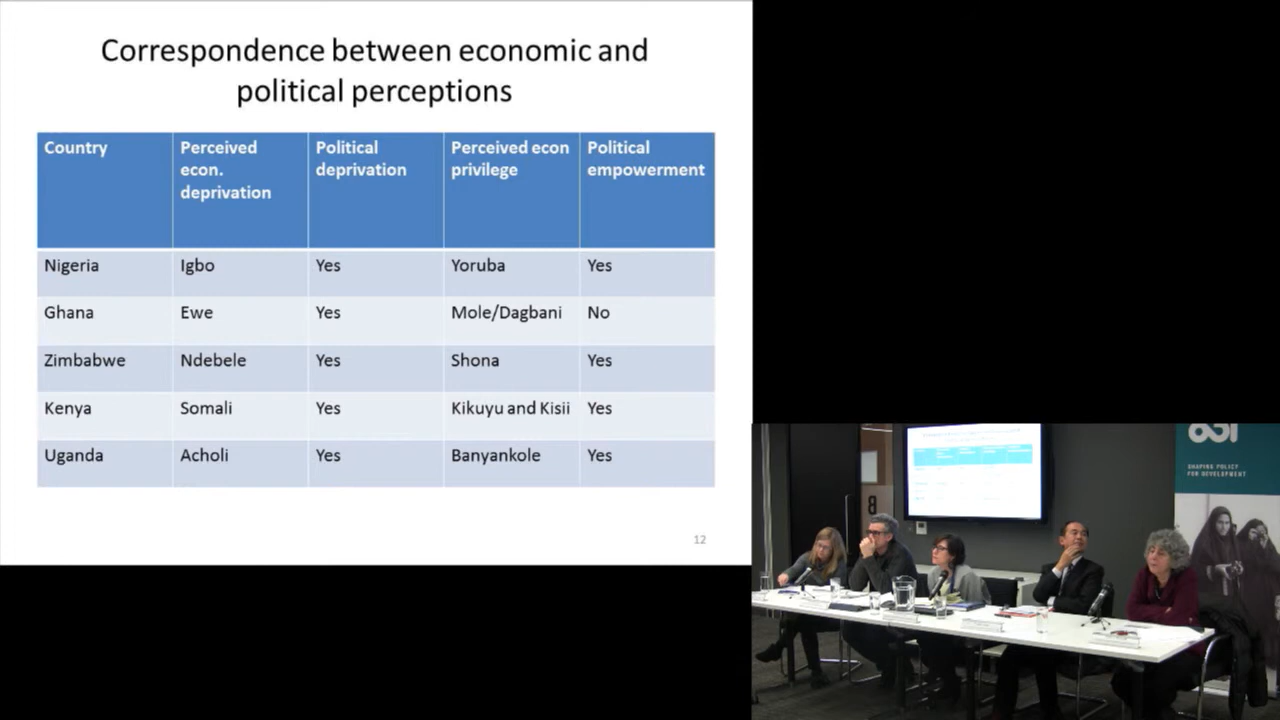 Correspondence between economic and
political perceptions
Country
Perceived
econ.
deprivation
Political
deprivation
Perceived econ
privilege
Political
empowerment
Nigeria Igbo Yes Yoruba Yes
Ghana Ewe Yes Mole/Dagbani No
Zimbabwe Ndebele Yes Shona Yes
Kenya Somali Yes Kikuyu and Kisii Yes
Uganda Acholi Yes Banyankole Yes
12
8
SHAPING POLICY
FOR DEVELOPMENT